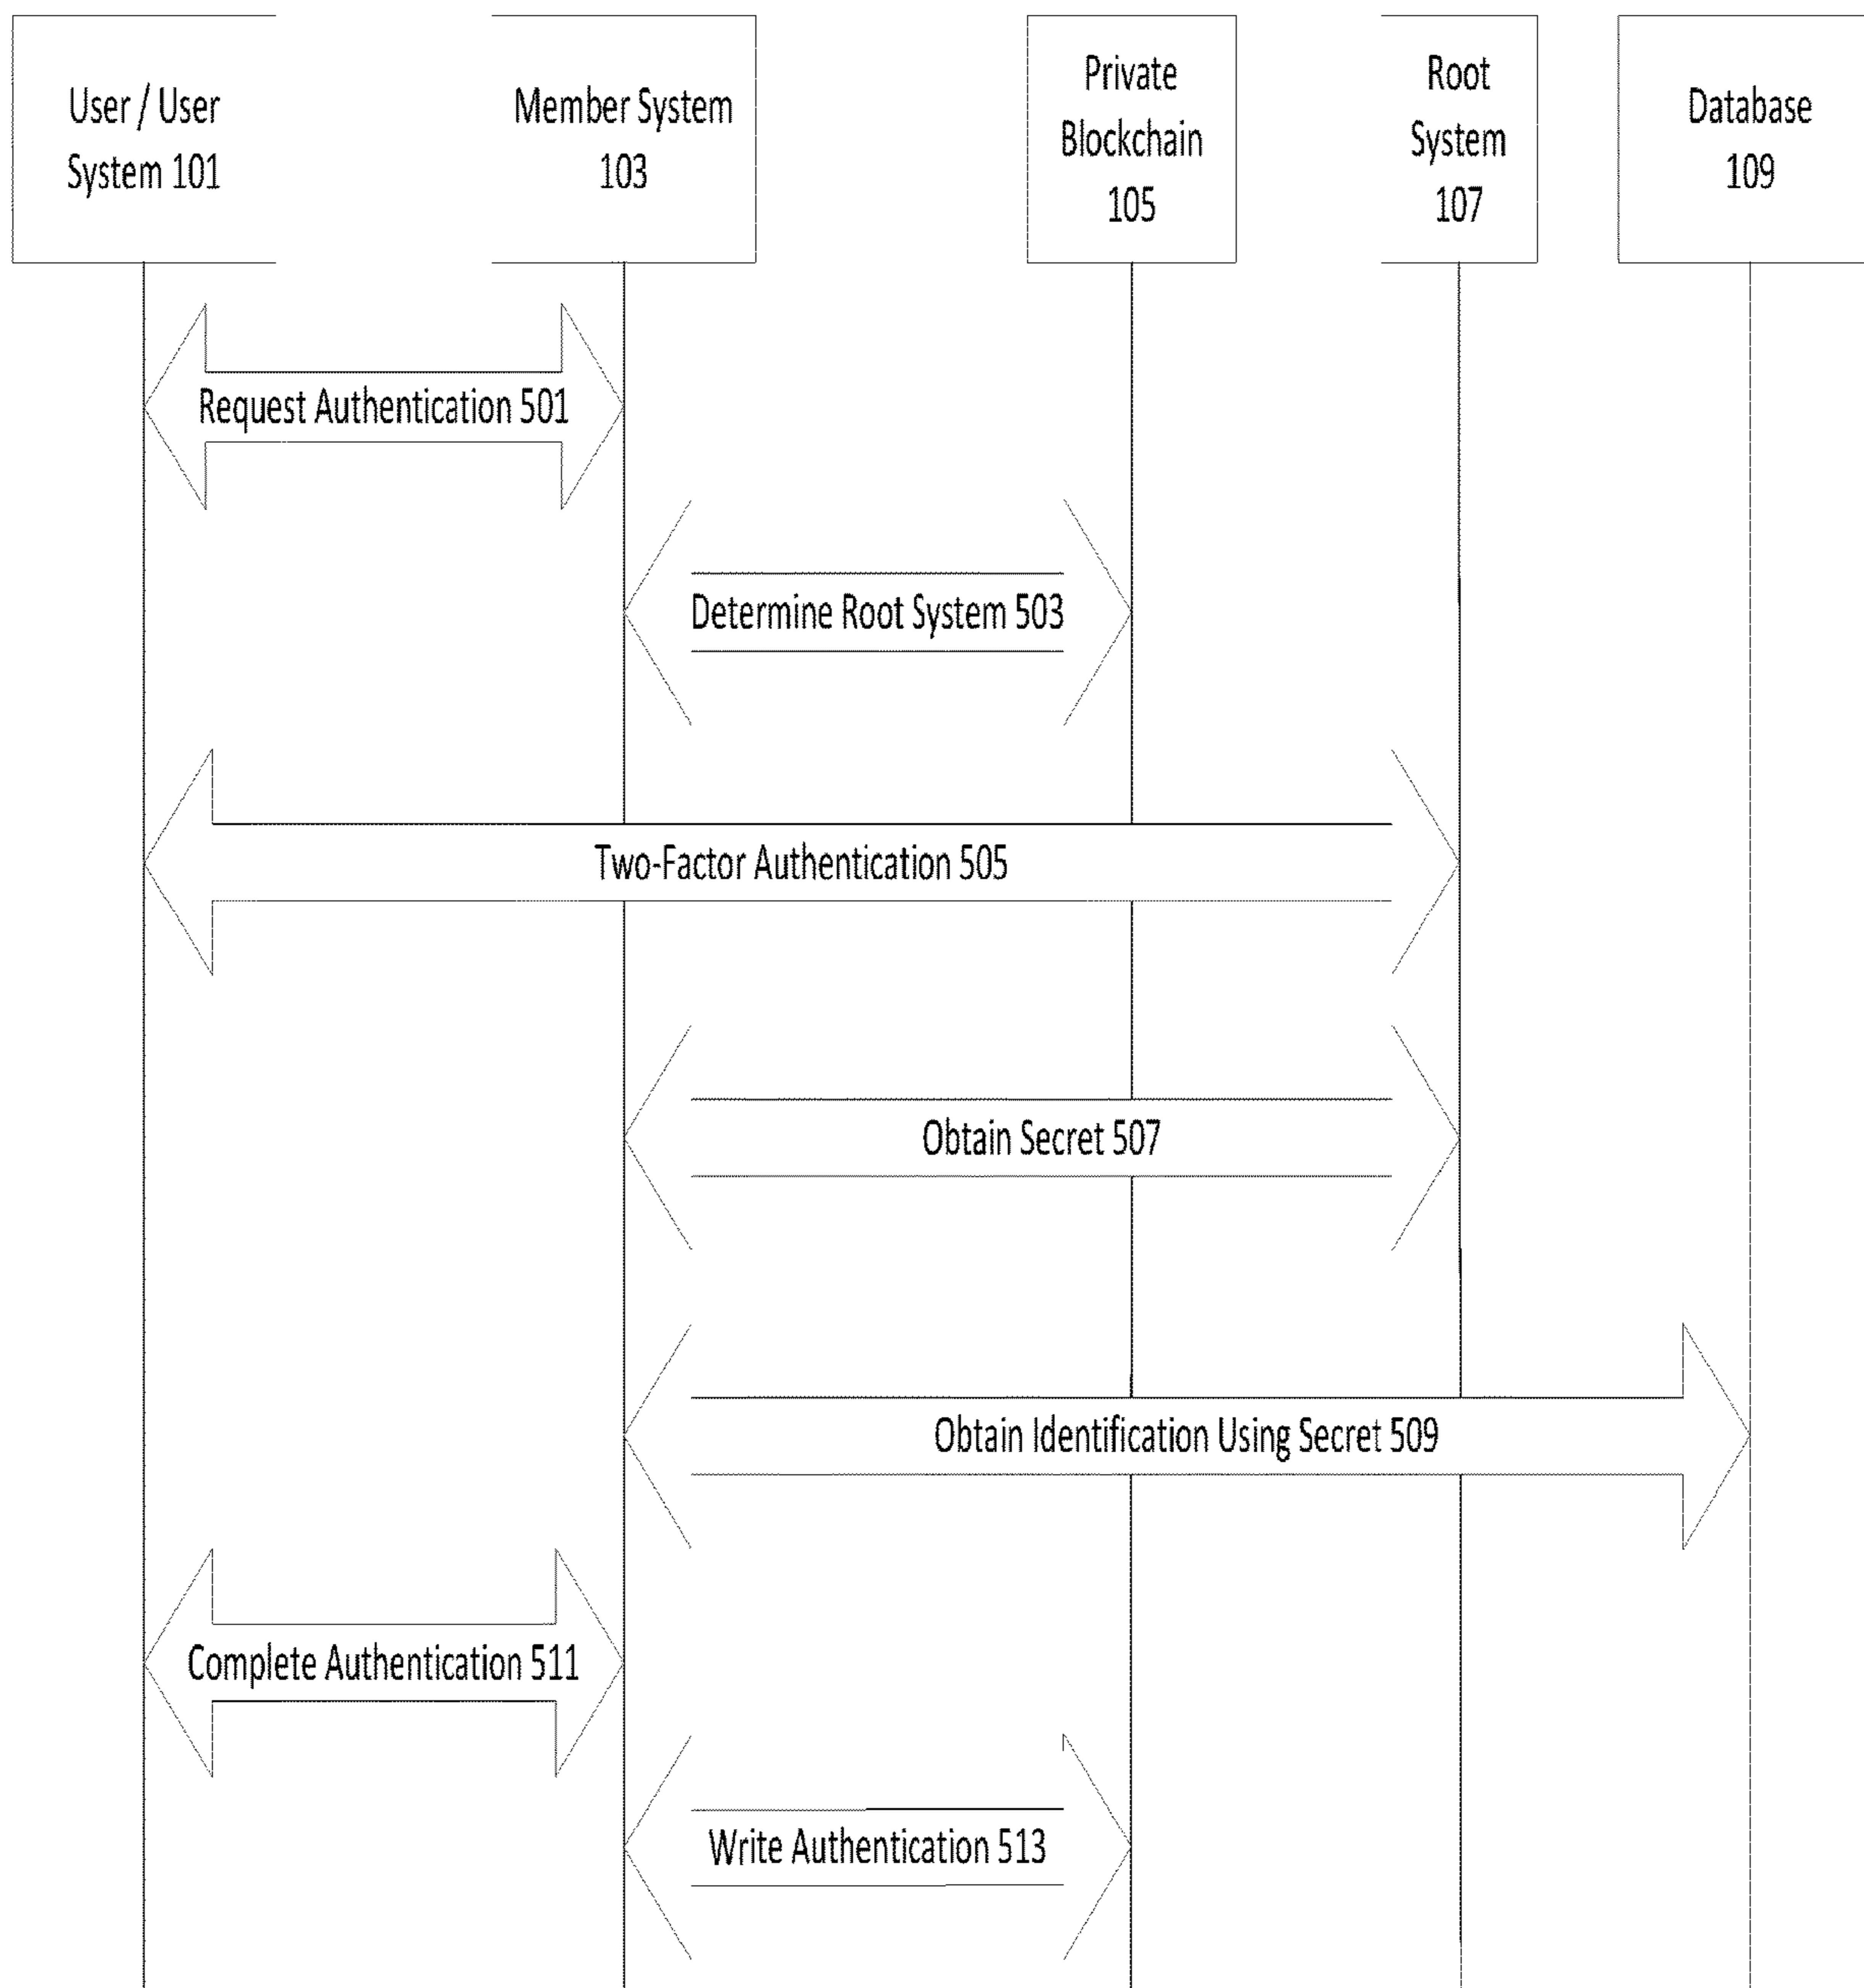 User / User
System 101
Member System
103
Private
Blockchain
105
Root
System
107
Database
109
Request Authentication 501
Determine Root System 503
Two-Factor Authentication 505
Obtain Secret 507
Obtain Identification Using Secret 509
Complete Authentication 511
Write Authentication 513